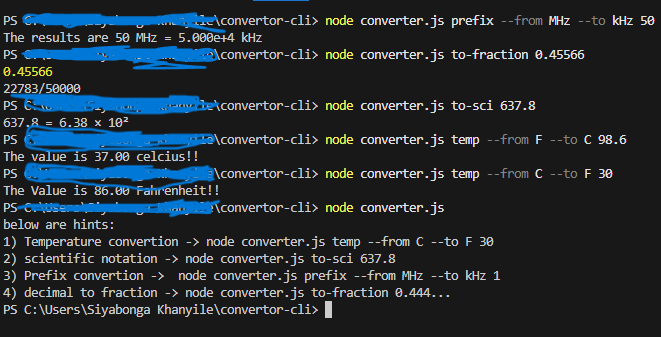 PS \convertor-cli> node converter.js prefix --from MHz --to kHz 50
The results are 50 MHz = 5.000e+4 kHz
PS \convertor-cli> node converter.js to-fraction 0.45566
0.45566
22783/50000
PS \convertor-cli> node converter.js to-sci 637.8
637.8 = 6.38 × 10²
PS \convertor-cli> node converter.js temp --from F --to C 98.6
The value is 37.00 celcius!!
PS \convertor-cli> node converter.js temp --from C --to F 30
The Value is 86.00 Fahrenheit!!
PS \convertor-cli> node converter.js
below are hints:
1) Temperature convertion -> node converter.js temp --from C --to F 30
2) scientific notation -> node converter.js to-sci 637.8
3) Prefix convertion ->  node converter.js prefix --from MHz --to kHz 1
4) decimal to fraction -> node converter.js to-fraction 0.444...
PS C:\Users\Siyabonga Khanyile\convertor-cli>